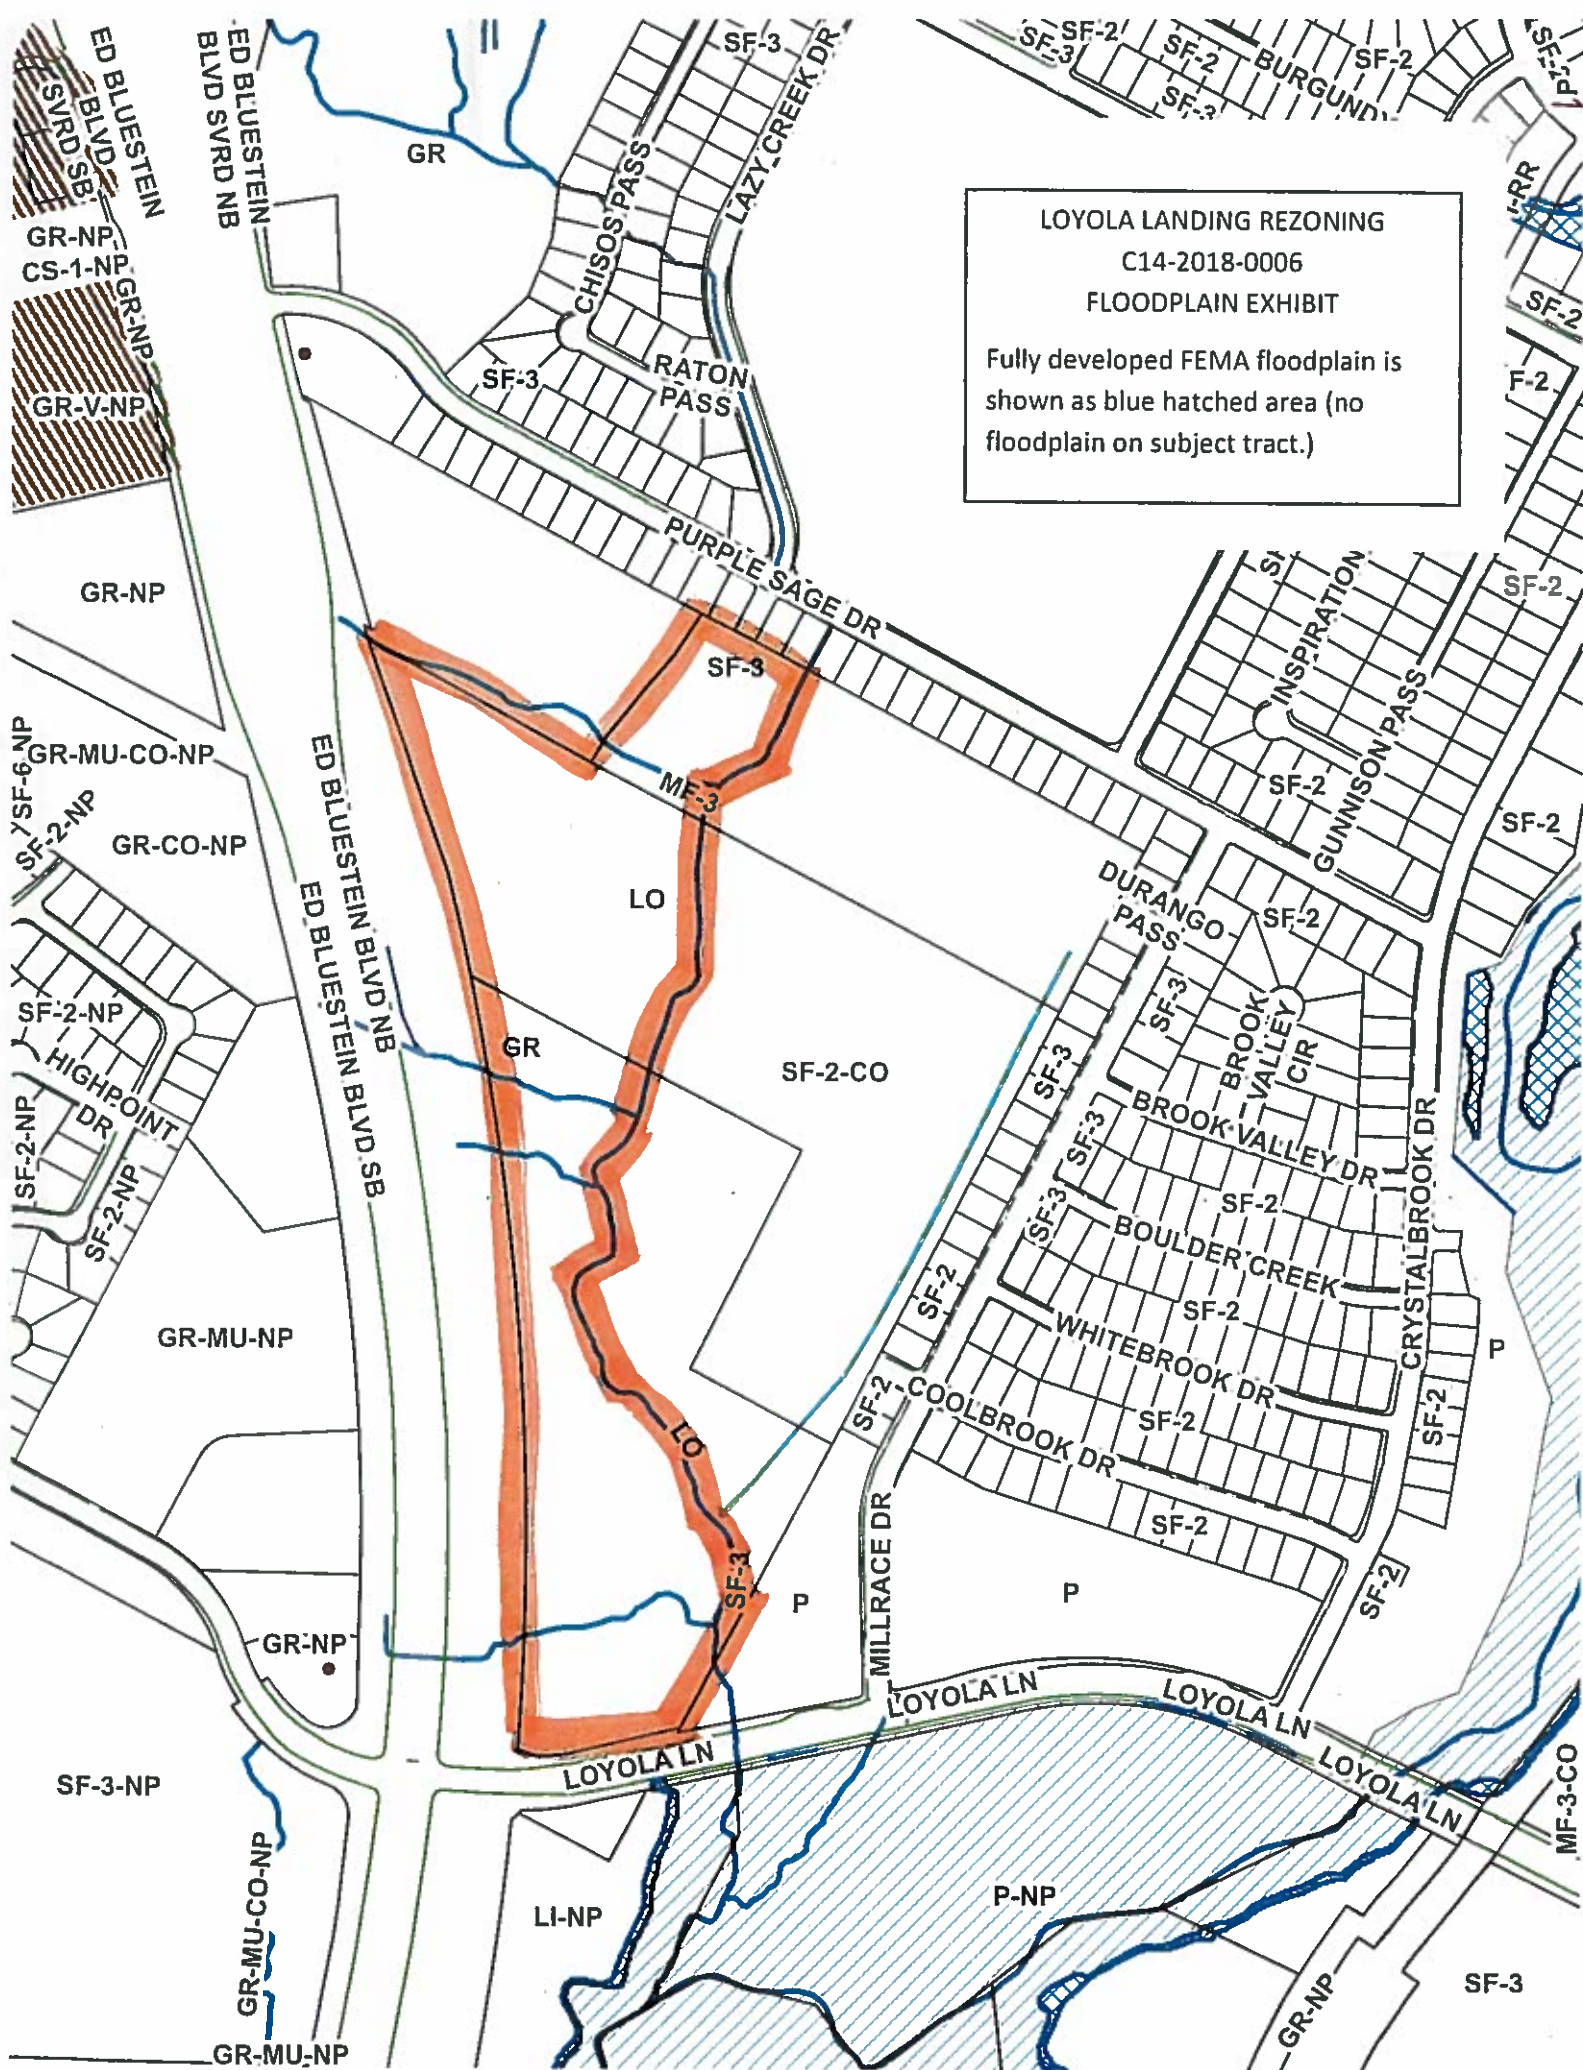 ED BLUESTEIN
BLVD
SVRD SB
ED BLUESTEIN
BLVD SVRD NB
GR
SF-3
LAZY CREEK DR
CHISOS PASS
SF-3
SF-2
SF-2
SF-3
BURGUNDY
SF-2
SF-2
LOYOLA LANDING REZONING
C14-2018-0006
FLOODPLAIN EXHIBIT
Fully developed FEMA floodplain is
shown as blue hatched area (no
floodplain on subject tract.)
I-RR
SF-2
F-2
GR-NP
CS-1-NP
GR-NP
GR-V-NP
SF-3
RATON
PASS
PURPLE SAGE DR
GR-NP
SF-3
INSPIRATION
SF-2
GUNNISON PASS
SF-2
SF-2
SF-6-NP
GR-MU-CO-NP
SF-2-NP
GR-CO-NP
ED BLUESTEIN BLVD NB
ED BLUESTEIN BLVD SB
MF-3
LO
DURANGO
PASS
SF-2
SF-2-NP
HIGHPOINT
DR
SF-2-NP
SF-2-NP
GR
SF-2-CO
SF-3
SF-3
BROOK
VALLEY
CIR
BROOK VALLEY DR
SF-3
SF-3
SF-2
BOULDER CREEK
CRYSTALBROOK DR
SF-2
SF-2
WHITEBROOK DR
P
GR-MU-NP
SF-2
COOLBROOK DR
SF-2
SF-2
LO
SF-2
SF-3
P
MILLRACE DR
P
SF-2
GR-NP
LOYOLA LN
LOYOLA LN
LOYOLA LN
LOYOLA LN
SF-3-NP
MF-3-CO
GR-MU-CO-NP
LI-NP
P-NP
GR-NP
SF-3
GR-MU-NP